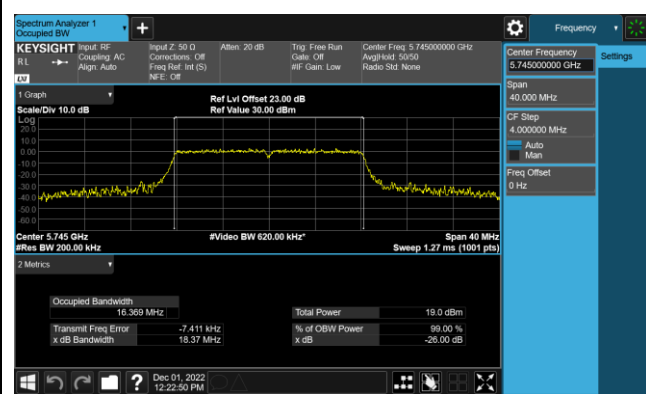 Spectrum Analyzer 1
Occupied BW
+
Frequency
KEYSIGHT
RL
Input: RF
Coupling: AC
Align: Auto
Input Z: 50 Ω
Corrections: Off
Freq Ref: Int (S)
NFE: Off
Atten: 20 dB
Trig: Free Run
Gate: Off
#IF Gain: Low
Center Freq: 5.745000000 GHz
Avg|Hold: 50/50
Radio Std: None
Center Frequency
5.745000000 GHz
Settings
Span
40.000 MHz
CF Step
4.000000 MHz
Auto
Man
Freq Offset
0 Hz
1 Graph
Scale/Div 10.0 dB
Ref Lvl Offset 23.00 dB
Ref Value 30.00 dBm
Log
20.0
10.0
0.00
-10.0
-20.0
-30.0
-40.0
-50.0
-60.0
Center 5.745 GHz
#Video BW 620.00 kHz*
Span 40 MHz
#Res BW 200.00 kHz
Sweep 1.27 ms (1001 pts)
2 Metrics
Occupied Bandwidth
16.369 MHz
Total Power 19.0 dBm
Transmit Freq Error -7.411 kHz
% of OBW Power 99.00 %
x dB Bandwidth 18.37 MHz
x dB -26.00 dB
?
Dec 01, 2022
12:22:50 PM